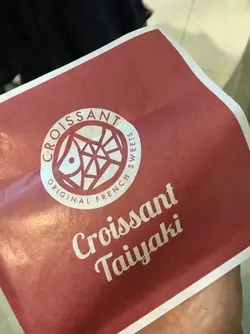 CROISSANT
ORIGINAL FRENCH SWEETS
Croissant
Taiyaki